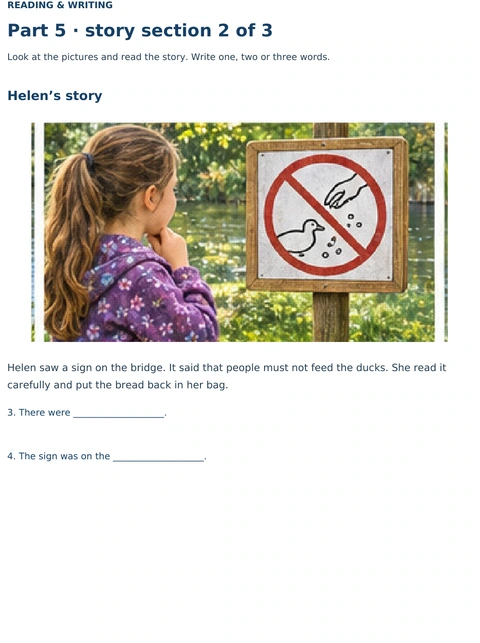 READING & WRITING
Part 5 · story section 2 of 3
Look at the pictures and read the story. Write one, two or three words.
Helen’s story
Helen saw a sign on the bridge. It said that people must not feed the ducks. She read it
carefully and put the bread back in her bag.
3. There were ___________________.
4. The sign was on the ___________________.